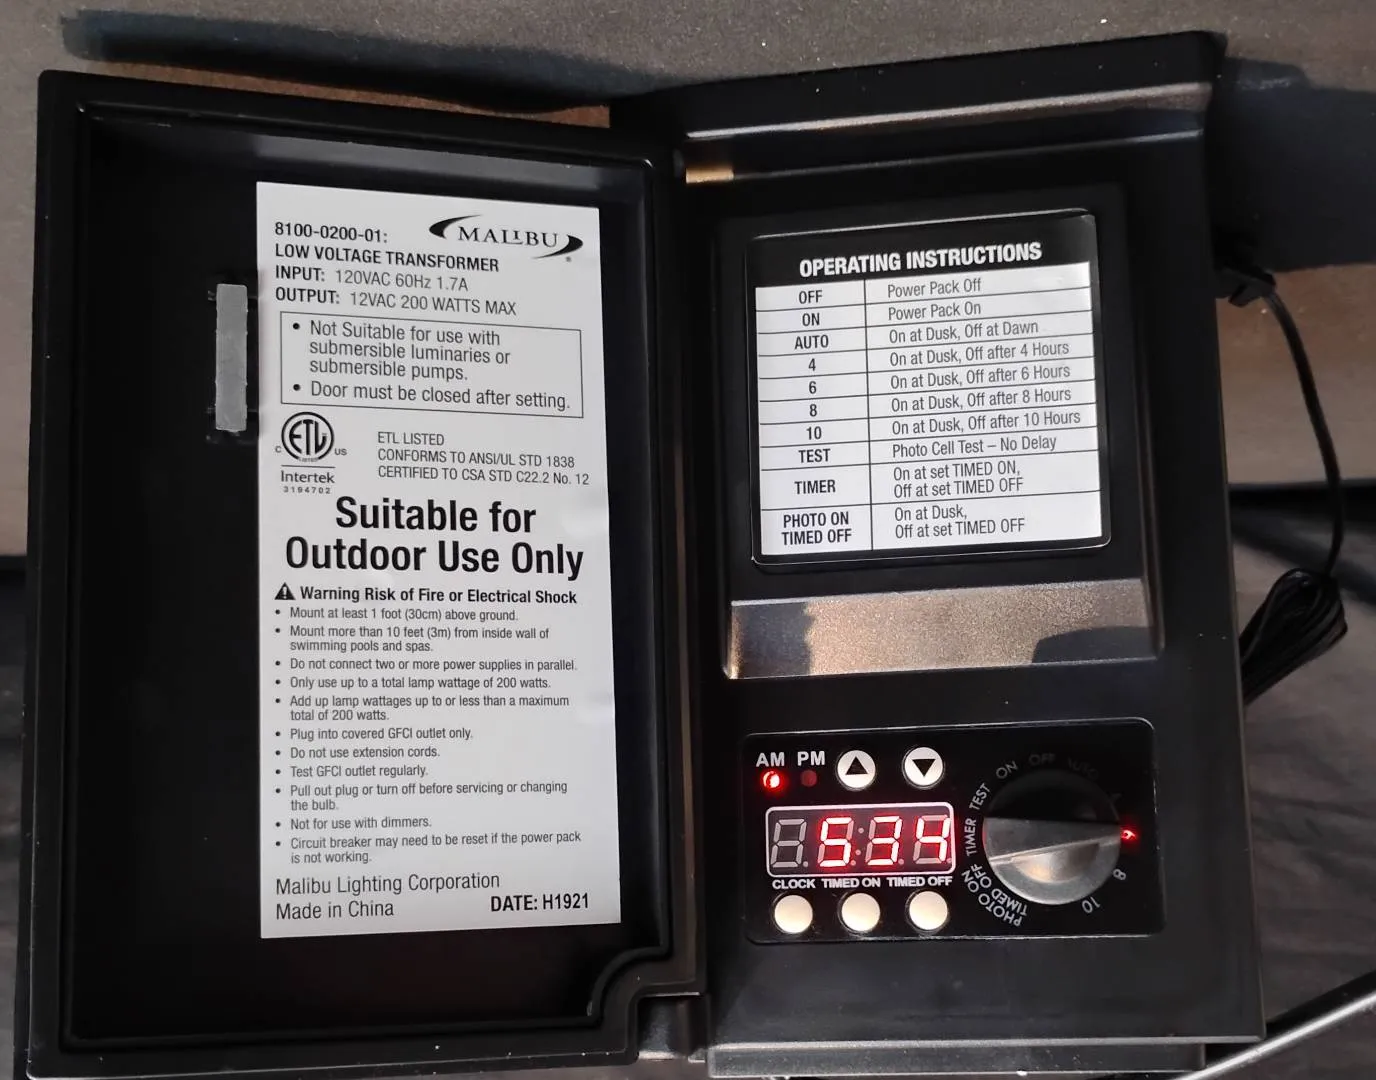 8100-0200-01:
MALIBU
®
LOW VOLTAGE TRANSFORMER
INPUT: 120VAC 60Hz 1.7A
OUTPUT: 12VAC 200 WATTS MAX
• Not Suitable for use with
submersible luminaries or
submersible pumps.
• Door must be closed after setting.
ETL
LISTED
C US
Intertek
3194702
ETL LISTED
CONFORMS TO ANSI/UL STD 1838
CERTIFIED TO CSA STD C22.2 No. 12
Suitable for
Outdoor Use Only
Warning Risk of Fire or Electrical Shock
• Mount at least 1 foot (30cm) above ground.
• Mount more than 10 feet (3m) from inside wall of
swimming pools and spas.
• Do not connect two or more power supplies in parallel.
• Only use up to a total lamp wattage of 200 watts.
• Add up lamp wattages up to or less than a maximum
total of 200 watts.
• Plug into covered GFCI outlet only.
• Do not use extension cords.
• Test GFCI outlet regularly.
• Pull out plug or turn off before servicing or changing
the bulb.
• Not for use with dimmers.
• Circuit breaker may need to be reset if the power pack
is not working.
Malibu Lighting Corporation
Made in China
DATE: H1921
OPERATING INSTRUCTIONS
OFF Power Pack Off
ON Power Pack On
AUTO On at Dusk, Off at Dawn
4 On at Dusk, Off after 4 Hours
6 On at Dusk, Off after 6 Hours
8 On at Dusk, Off after 8 Hours
10 On at Dusk, Off after 10 Hours
TEST Photo Cell Test – No Delay
TIMER On at set TIMED ON,
Off at set TIMED OFF
PHOTO ON
TIMED OFF
On at Dusk,
Off at set TIMED OFF
AM PM
5:34
CLOCK TIMED ON TIMED OFF
OFF
AUTO
4
8
10
PHOTO ON
TIMED OFF
TIMER
TEST
ON